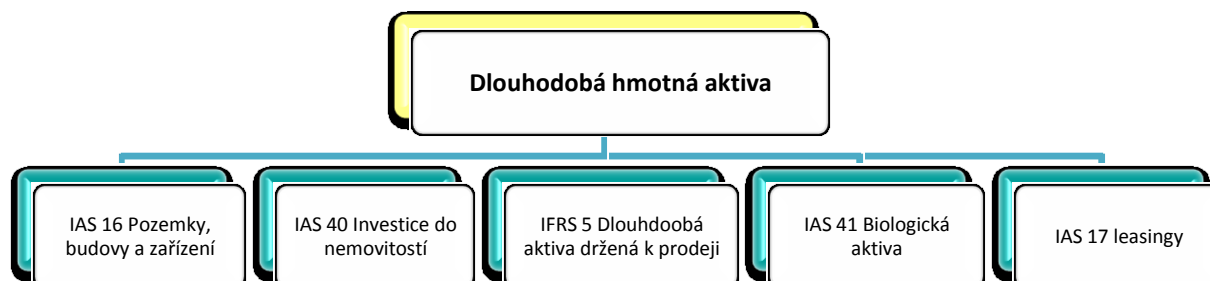 Dlouhodobá hmotná aktiva
IAS 16 Pozemky,
budovy a zařízení
IAS 40 Investice do
nemovitostí
IFRS 5 Dlouhdoobá
aktiva držená k prodeji
IAS 41 Biologická
aktiva
IAS 17 leasingy